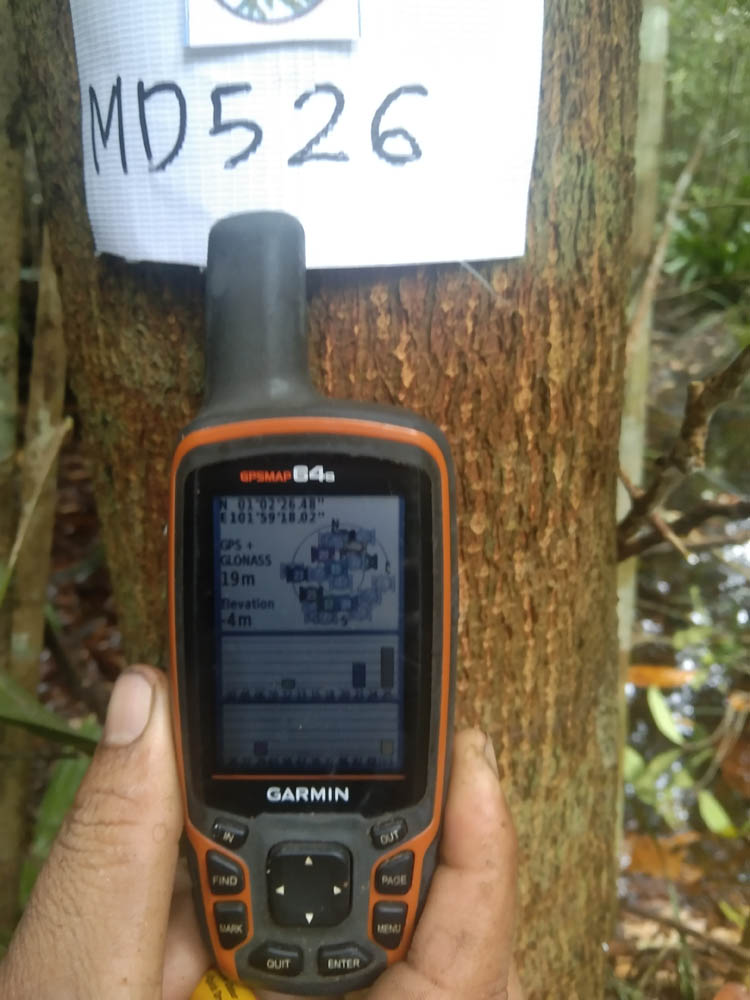 MD526
GPSMAP 64s
N 01°02'26.48"
E101°59'18.02"
N
GPS +
GLONASS
19m
Elevation
-4m
S
GARMIN
IN
OUT
FIND
PAGE
MARK
MENU
QUIT
ENTER